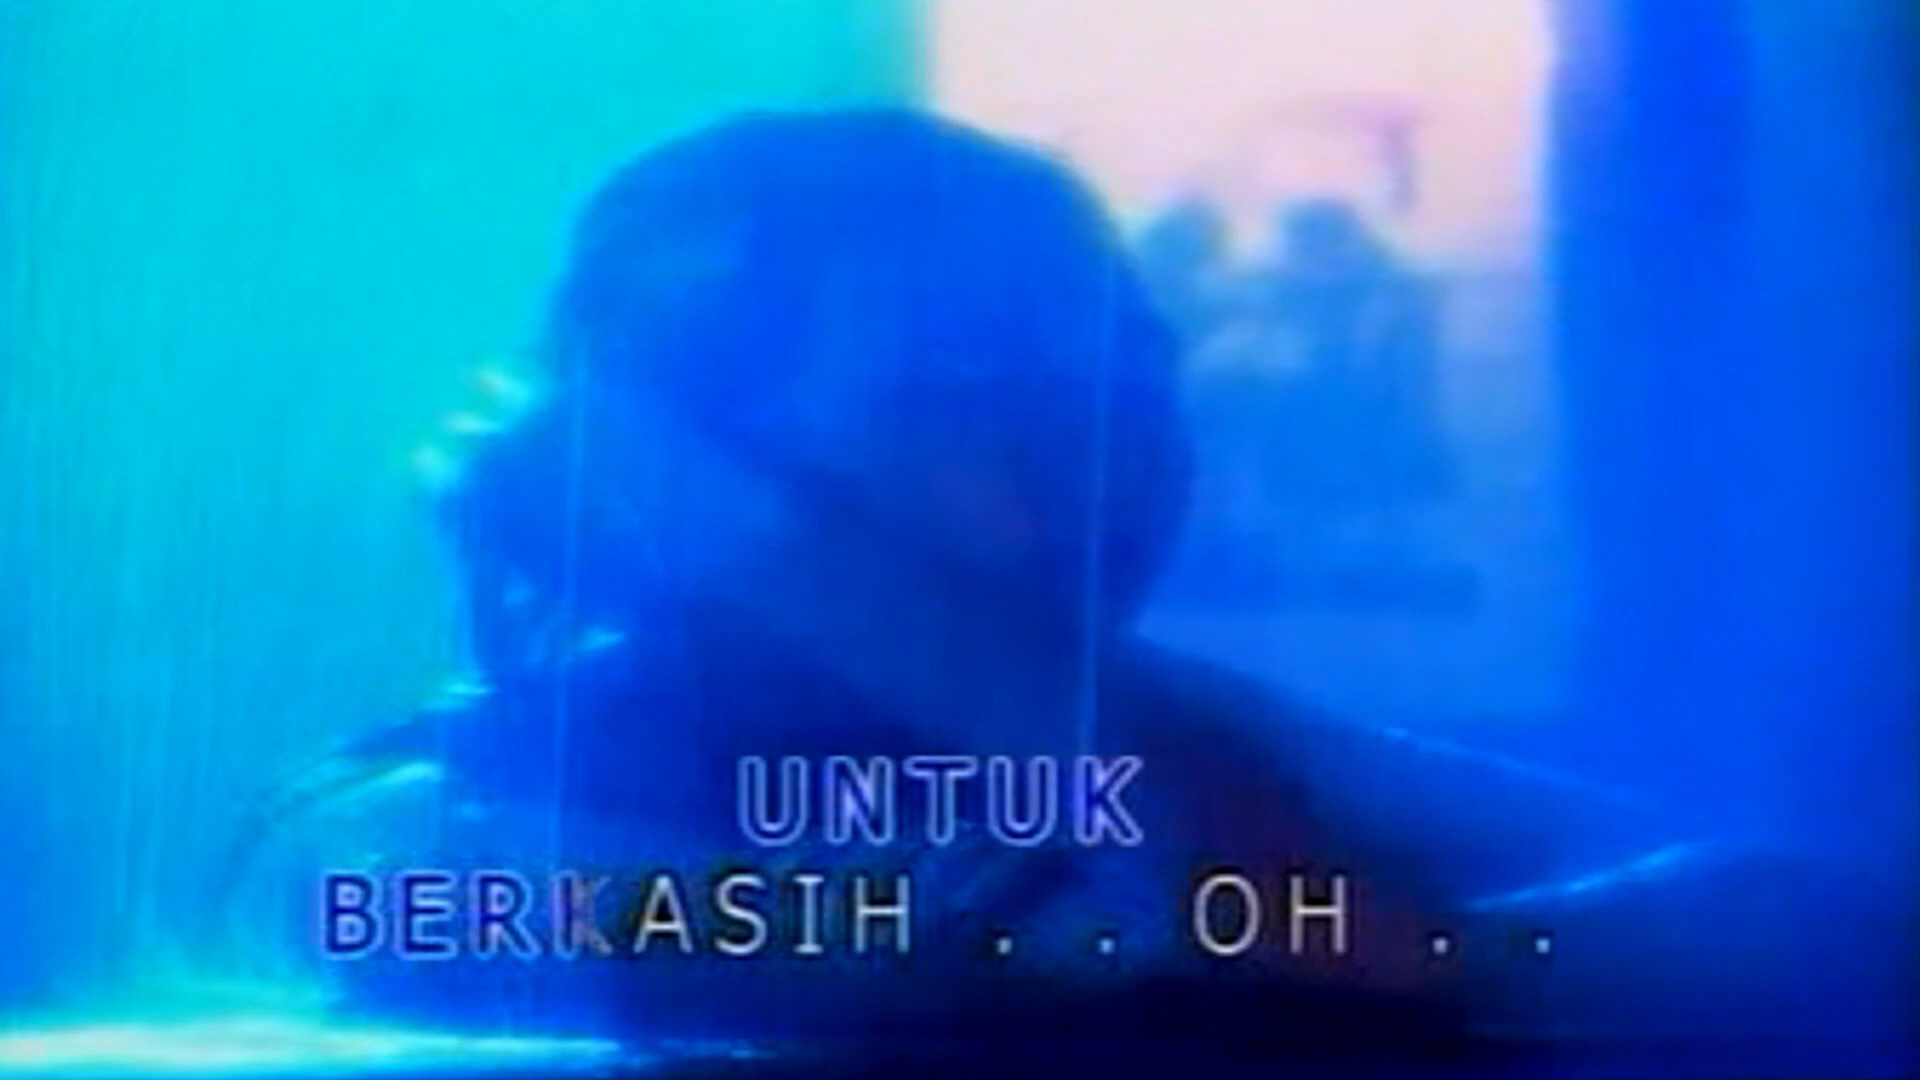 UNTUK
BERKASIH . . OH . .